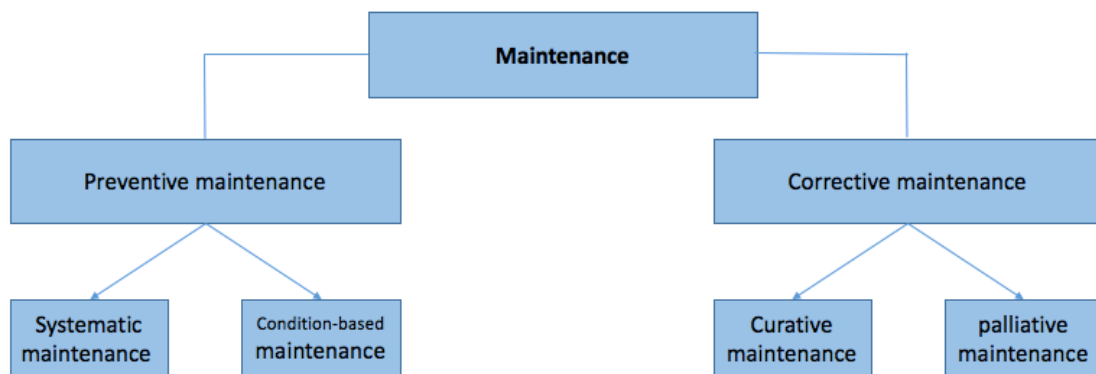 Maintenance
Preventive maintenance
Corrective maintenance
Systematic
maintenance
Condition-based
maintenance
Curative
maintenance
palliative
maintenance